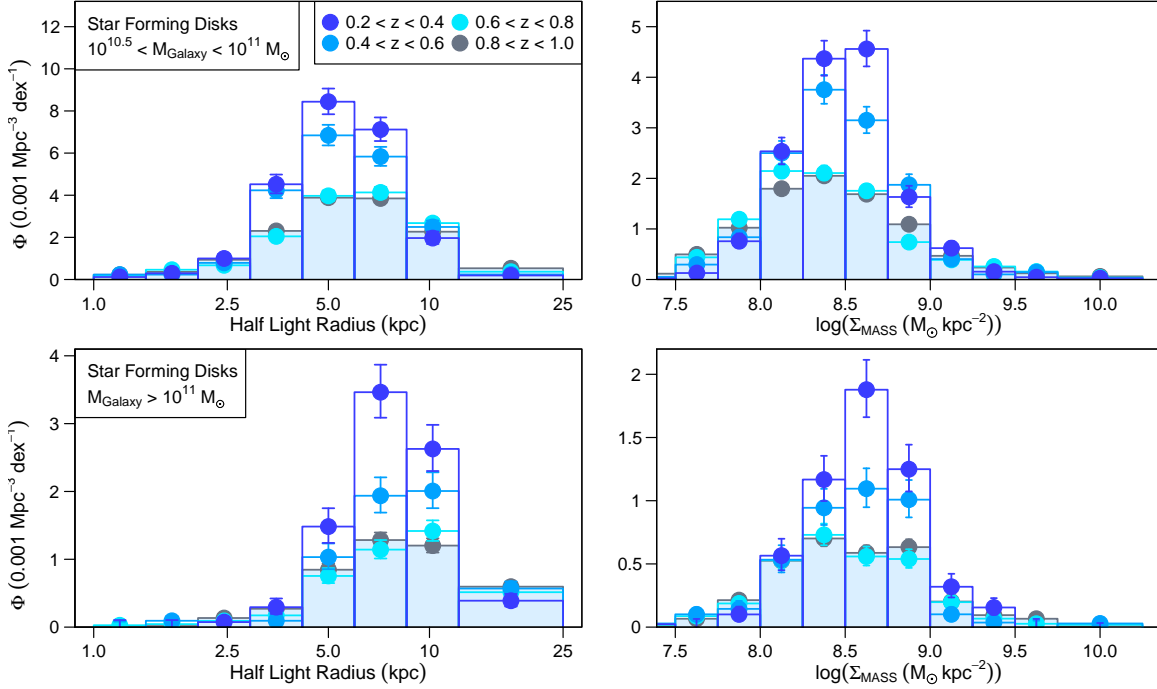 Star Forming Disks
10^10.5 < M_Galaxy < 10^11 M_⊙
0.2 < z < 0.4
0.4 < z < 0.6
0.6 < z < 0.8
0.8 < z < 1.0
Φ (0.001 Mpc^−3 dex^−1)
0 2 4 6 8 10 12
1.0 2.5 5.0 10 25
Half Light Radius (kpc)
0 1 2 3 4 5
7.5 8.0 8.5 9.0 9.5 10.0
log(Σ_MASS (M_⊙ kpc^−2))
Star Forming Disks
M_Galaxy > 10^11 M_⊙
Φ (0.001 Mpc^−3 dex^−1)
0 1 2 3 4
1.0 2.5 5.0 10 25
Half Light Radius (kpc)
0 0.5 1 1.5 2
7.5 8.0 8.5 9.0 9.5 10.0
log(Σ_MASS (M_⊙ kpc^−2))